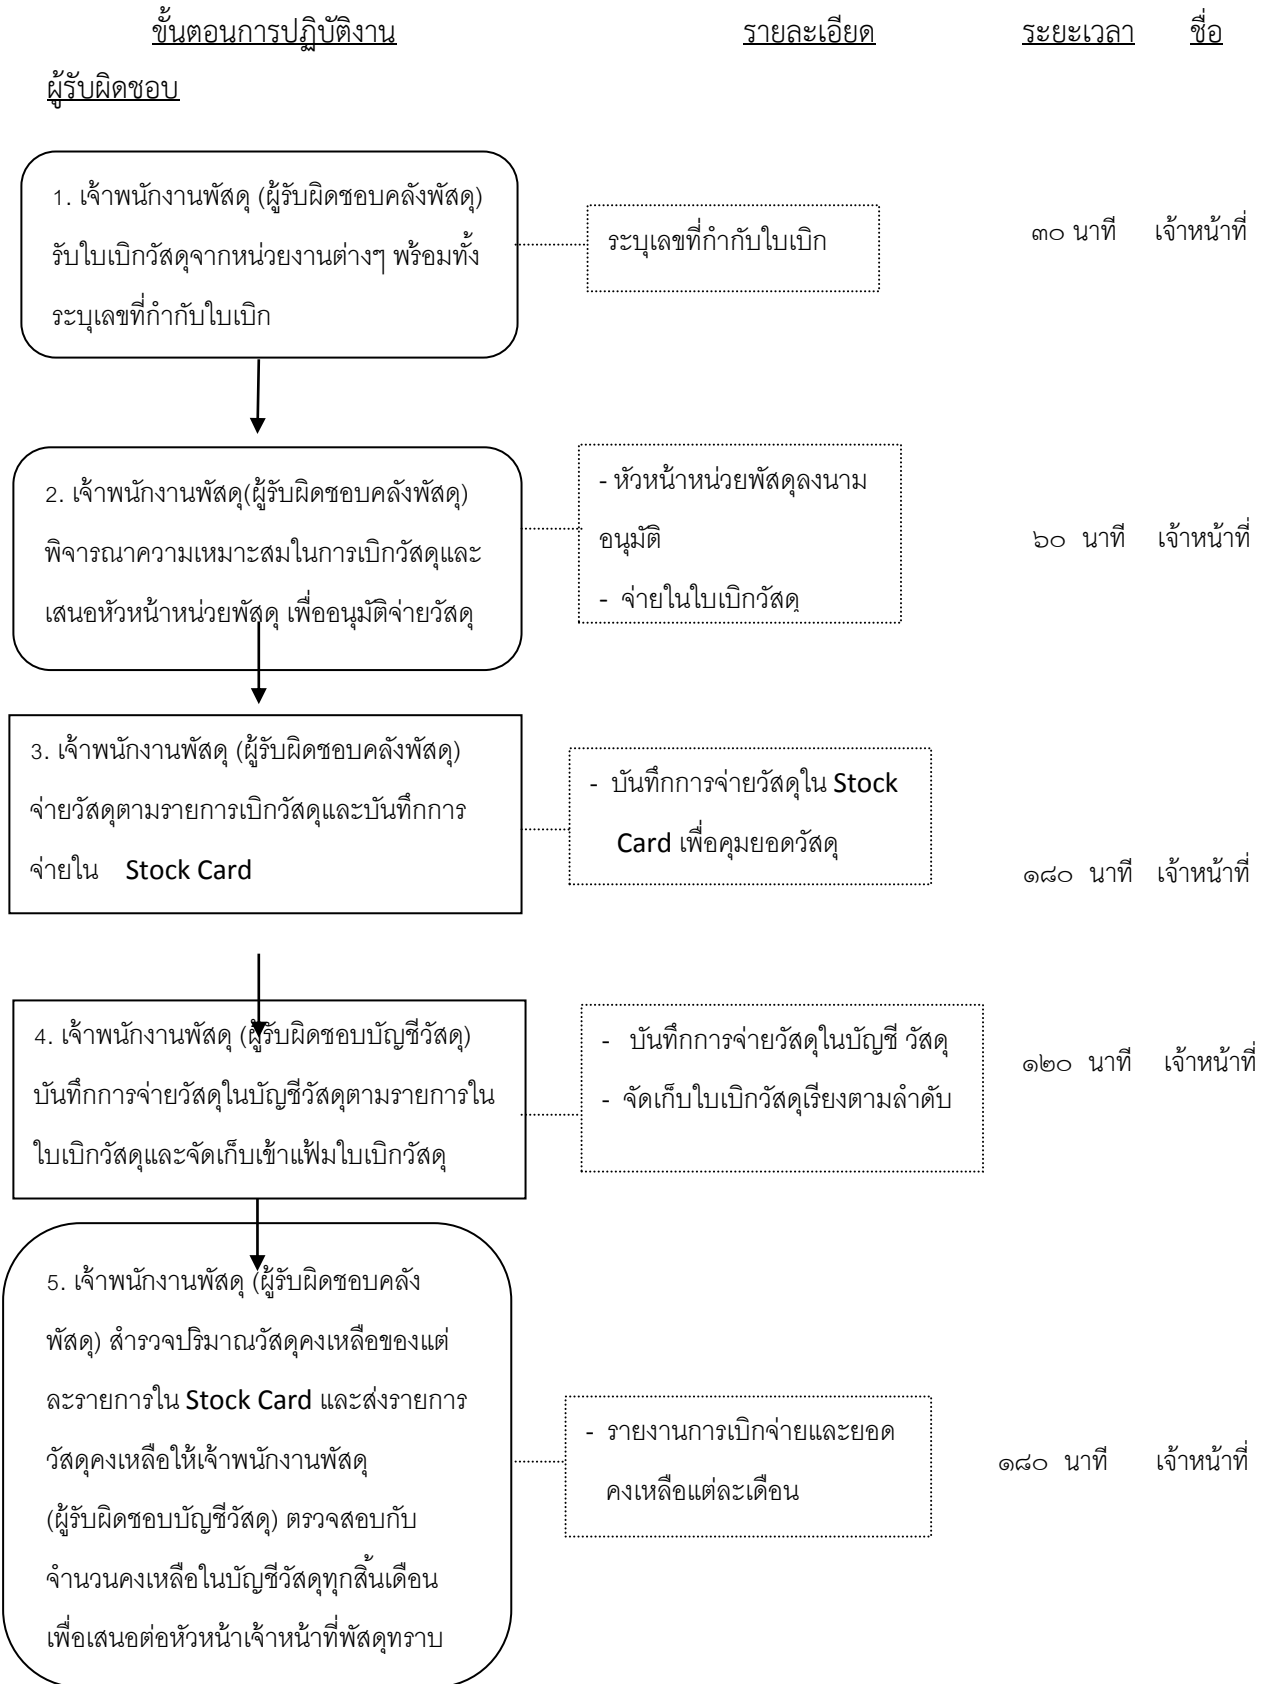 ขั้นตอนการปฏิบัติงาน รายละเอียด ระยะเวลา ชื่อ
ผู้รับผิดชอบ
1. เจ้าพนักงานพัสดุ (ผู้รับผิดชอบคลังพัสดุ)
รับใบเบิกวัสดุจากหน่วยงานต่างๆ พร้อมทั้ง
ระบุเลขที่กำกับใบเบิก
ระบุเลขที่กำกับใบเบิก
๓๐ นาที เจ้าหน้าที่
2. เจ้าพนักงานพัสดุ(ผู้รับผิดชอบคลังพัสดุ)
พิจารณาความเหมาะสมในการเบิกวัสดุและ
เสนอหัวหน้าหน่วยพัสดุ เพื่ออนุมัติจ่ายวัสดุ
- หัวหน้าหน่วยพัสดุลงนาม
อนุมัติ
- จ่ายในใบเบิกวัสดุ
๖๐ นาที เจ้าหน้าที่
3. เจ้าพนักงานพัสดุ (ผู้รับผิดชอบคลังพัสดุ)
จ่ายวัสดุตามรายการเบิกวัสดุและบันทึกการ
จ่ายใน Stock Card
- บันทึกการจ่ายวัสดุใน Stock
Card เพื่อคุมยอดวัสดุ
๑๘๐ นาที เจ้าหน้าที่
4. เจ้าพนักงานพัสดุ (ผู้รับผิดชอบบัญชีวัสดุ)
บันทึกการจ่ายวัสดุในบัญชีวัสดุตามรายการใน
ใบเบิกวัสดุและจัดเก็บเข้าแฟ้มใบเบิกวัสดุ
- บันทึกการจ่ายวัสดุในบัญชี วัสดุ
- จัดเก็บใบเบิกวัสดุเรียงตามลำดับ
๑๒๐ นาที เจ้าหน้าที่
5. เจ้าพนักงานพัสดุ (ผู้รับผิดชอบคลัง
พัสดุ) สำรวจปริมาณวัสดุคงเหลือของแต่
ละรายการใน Stock Card และส่งรายการ
วัสดุคงเหลือให้เจ้าพนักงานพัสดุ
(ผู้รับผิดชอบบัญชีวัสดุ) ตรวจสอบกับ
จำนวนคงเหลือในบัญชีวัสดุทุกสิ้นเดือน
เพื่อเสนอต่อหัวหน้าเจ้าหน้าที่พัสดุทราบ
- รายงานการเบิกจ่ายและยอด
คงเหลือแต่ละเดือน
๑๘๐ นาที เจ้าหน้าที่